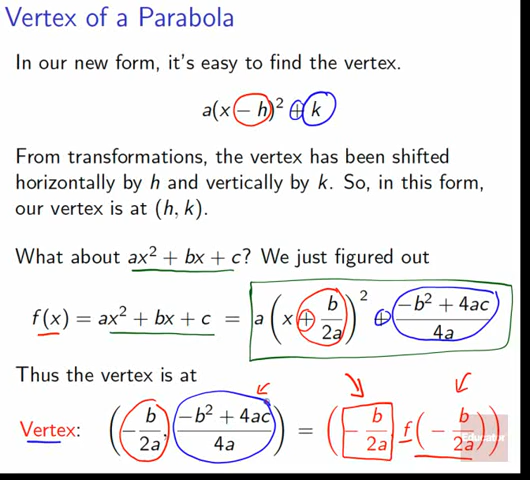 Vertex of a Parabola
In our new form, it's easy to find the vertex.
a(x − h)² + k
From transformations, the vertex has been shifted
horizontally by h and vertically by k. So, in this form,
our vertex is at (h, k).
What about ax² + bx + c? We just figured out
f(x) = ax² + bx + c = a(x + b/2a)² + (−b² + 4ac)/4a
Thus the vertex is at
Vertex: (−b/2a, (−b² + 4ac)/4a) = (−b/2a, f(−b/2a))
Educator